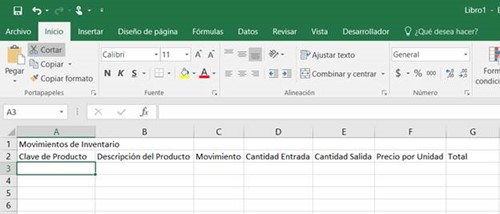 Libro1 - E
Archivo Inicio Insertar Diseño de página Fórmulas Datos Revisar Vista Desarrollador ¿Qué desea hacer?
Pegar
Cortar
Copiar
Copiar formato
Portapapeles
Calibri 11 A A
N K S A
Fuente
Ajustar texto
Combinar y centrar
Alineación
General
$ % 000
Número
Form
condic
A3 fx
A B C D E F G
1 Movimientos de Inventario
2 Clave de Producto Descripción del Producto Movimiento Cantidad Entrada Cantidad Salida Precio por Unidad Total
3
4
5
6